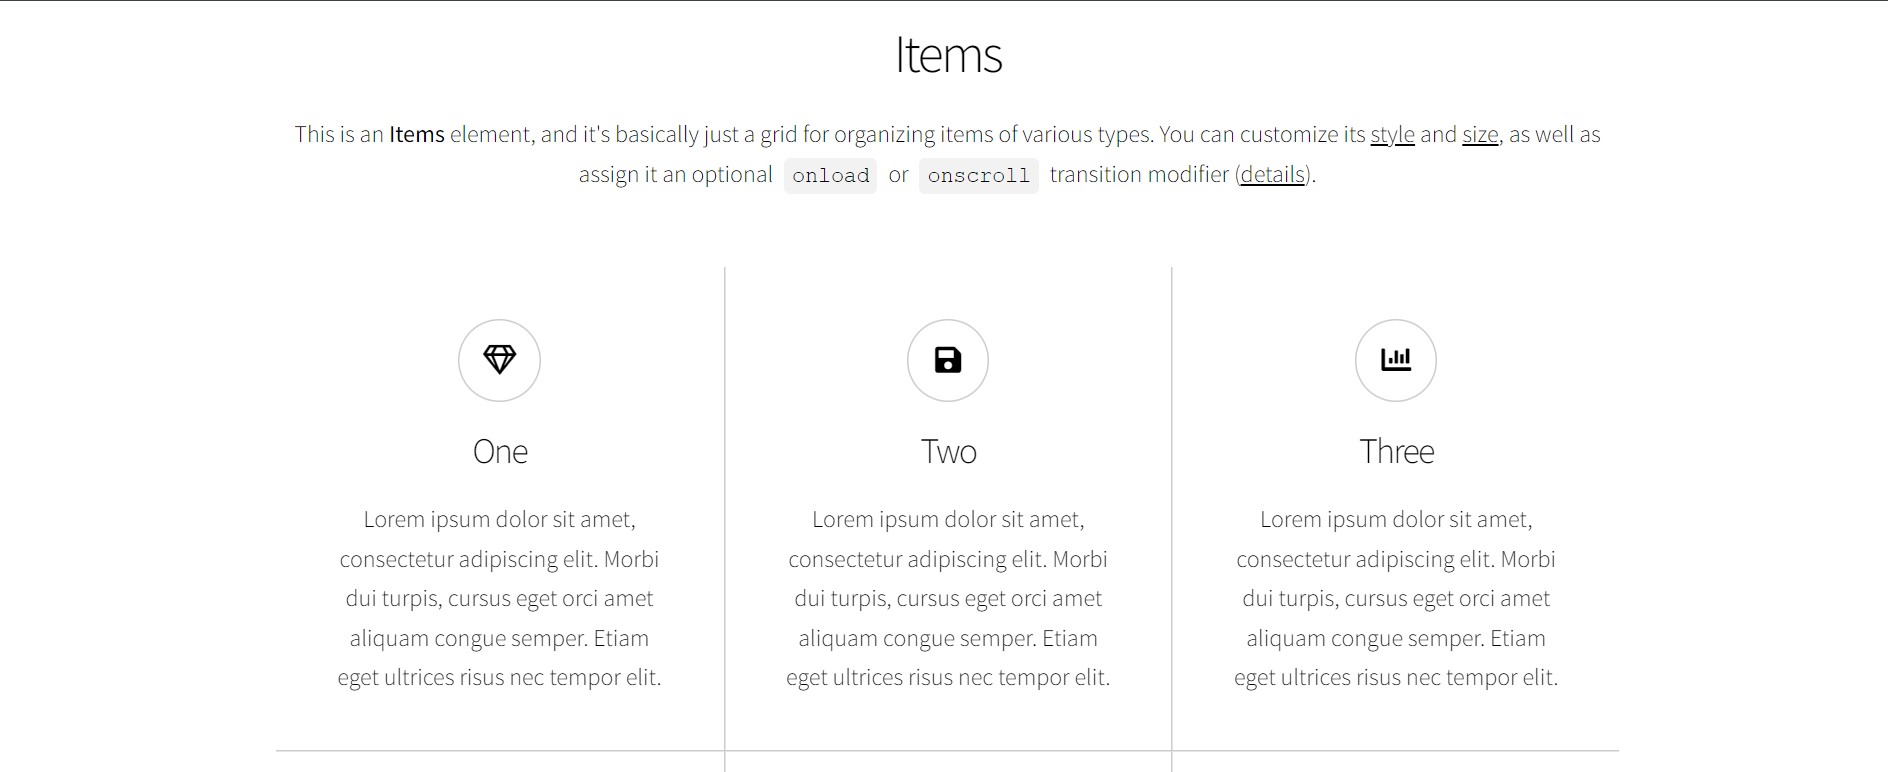 Items
This is an Items element, and it's basically just a grid for organizing items of various types. You can customize its style and size, as well as
assign it an optional onload or onscroll transition modifier (details).
One
Lorem ipsum dolor sit amet,
consectetur adipiscing elit. Morbi
dui turpis, cursus eget orci amet
aliquam congue semper. Etiam
eget ultrices risus nec tempor elit.
Two
Lorem ipsum dolor sit amet,
consectetur adipiscing elit. Morbi
dui turpis, cursus eget orci amet
aliquam congue semper. Etiam
eget ultrices risus nec tempor elit.
Three
Lorem ipsum dolor sit amet,
consectetur adipiscing elit. Morbi
dui turpis, cursus eget orci amet
aliquam congue semper. Etiam
eget ultrices risus nec tempor elit.